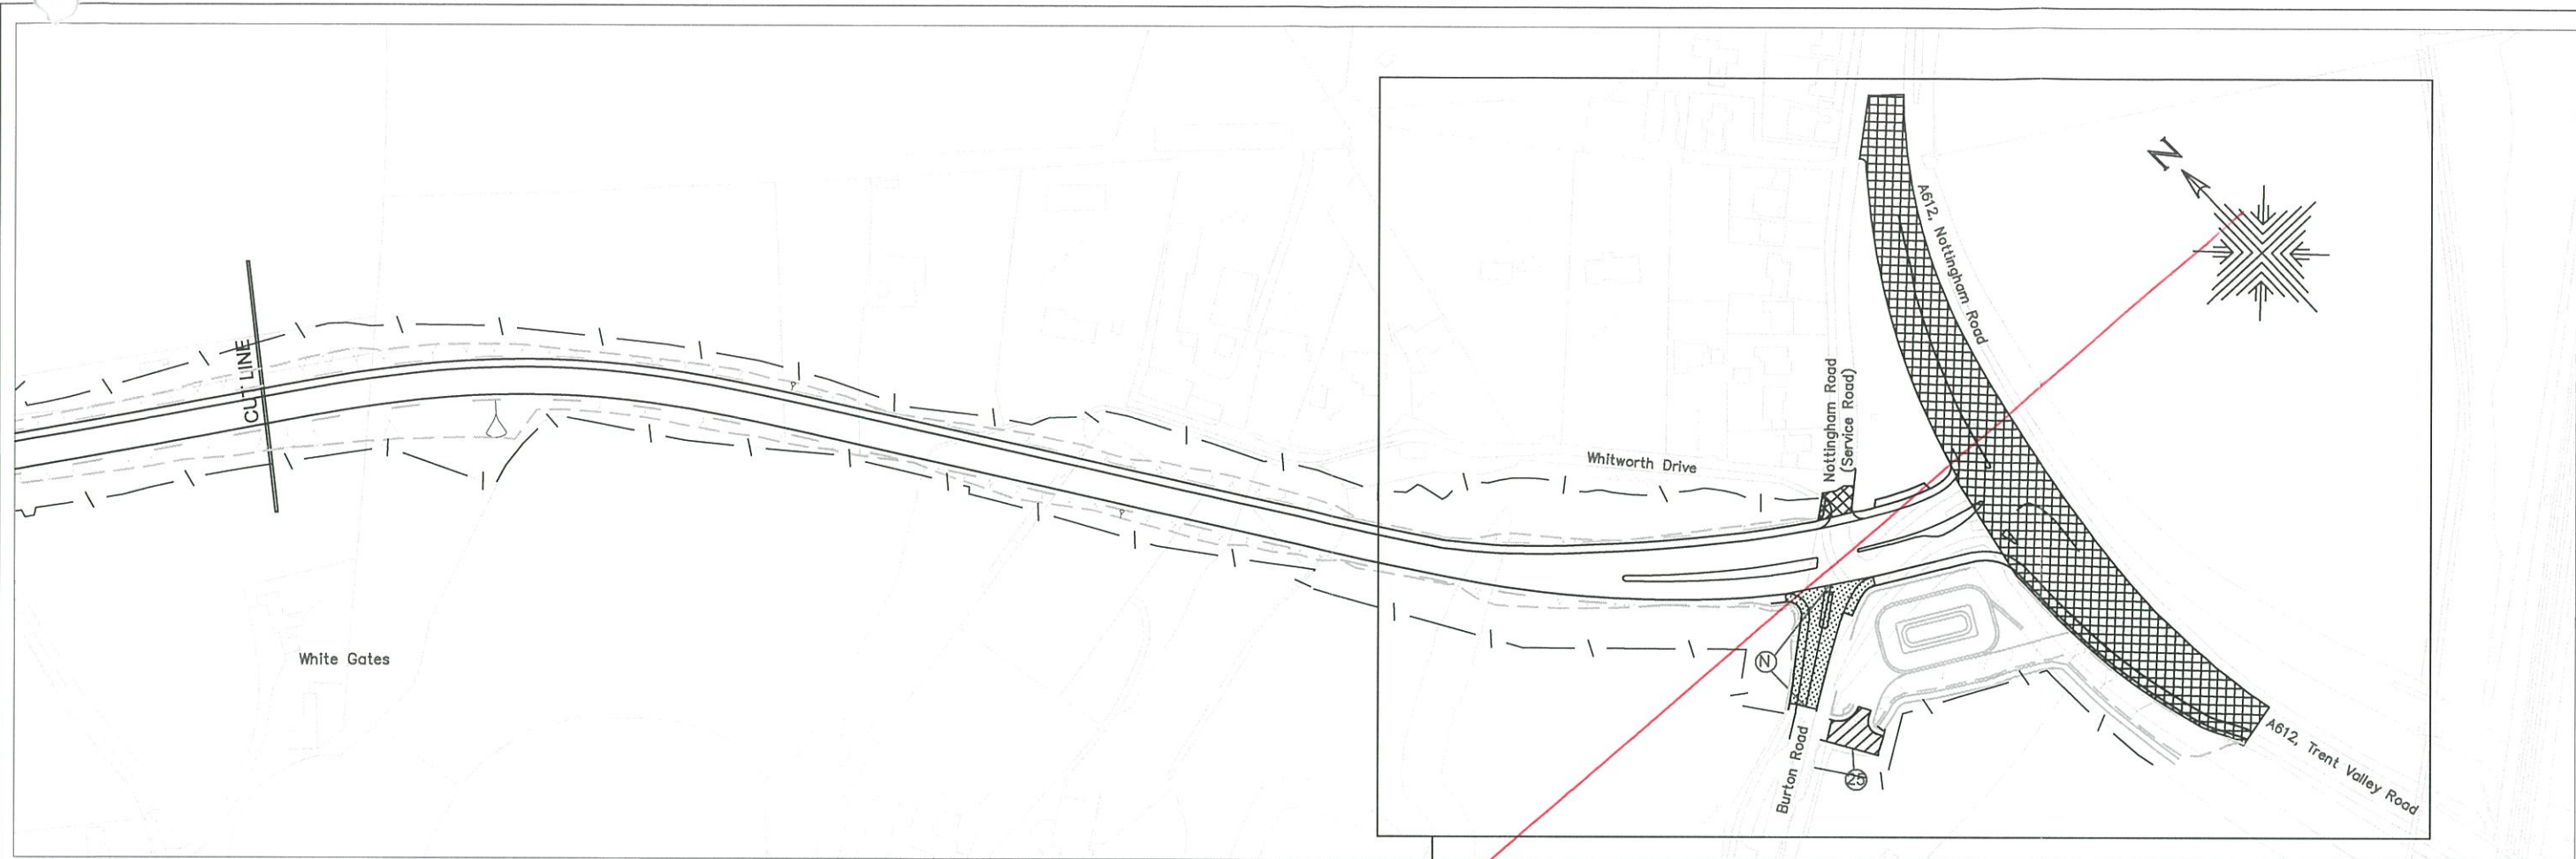 N
A612, Nottingham Road
CUT LINE
Nottingham Road
(Service Road)
Whitworth Drive
White Gates
N
Burton Road
25
A612, Trent Valley Road